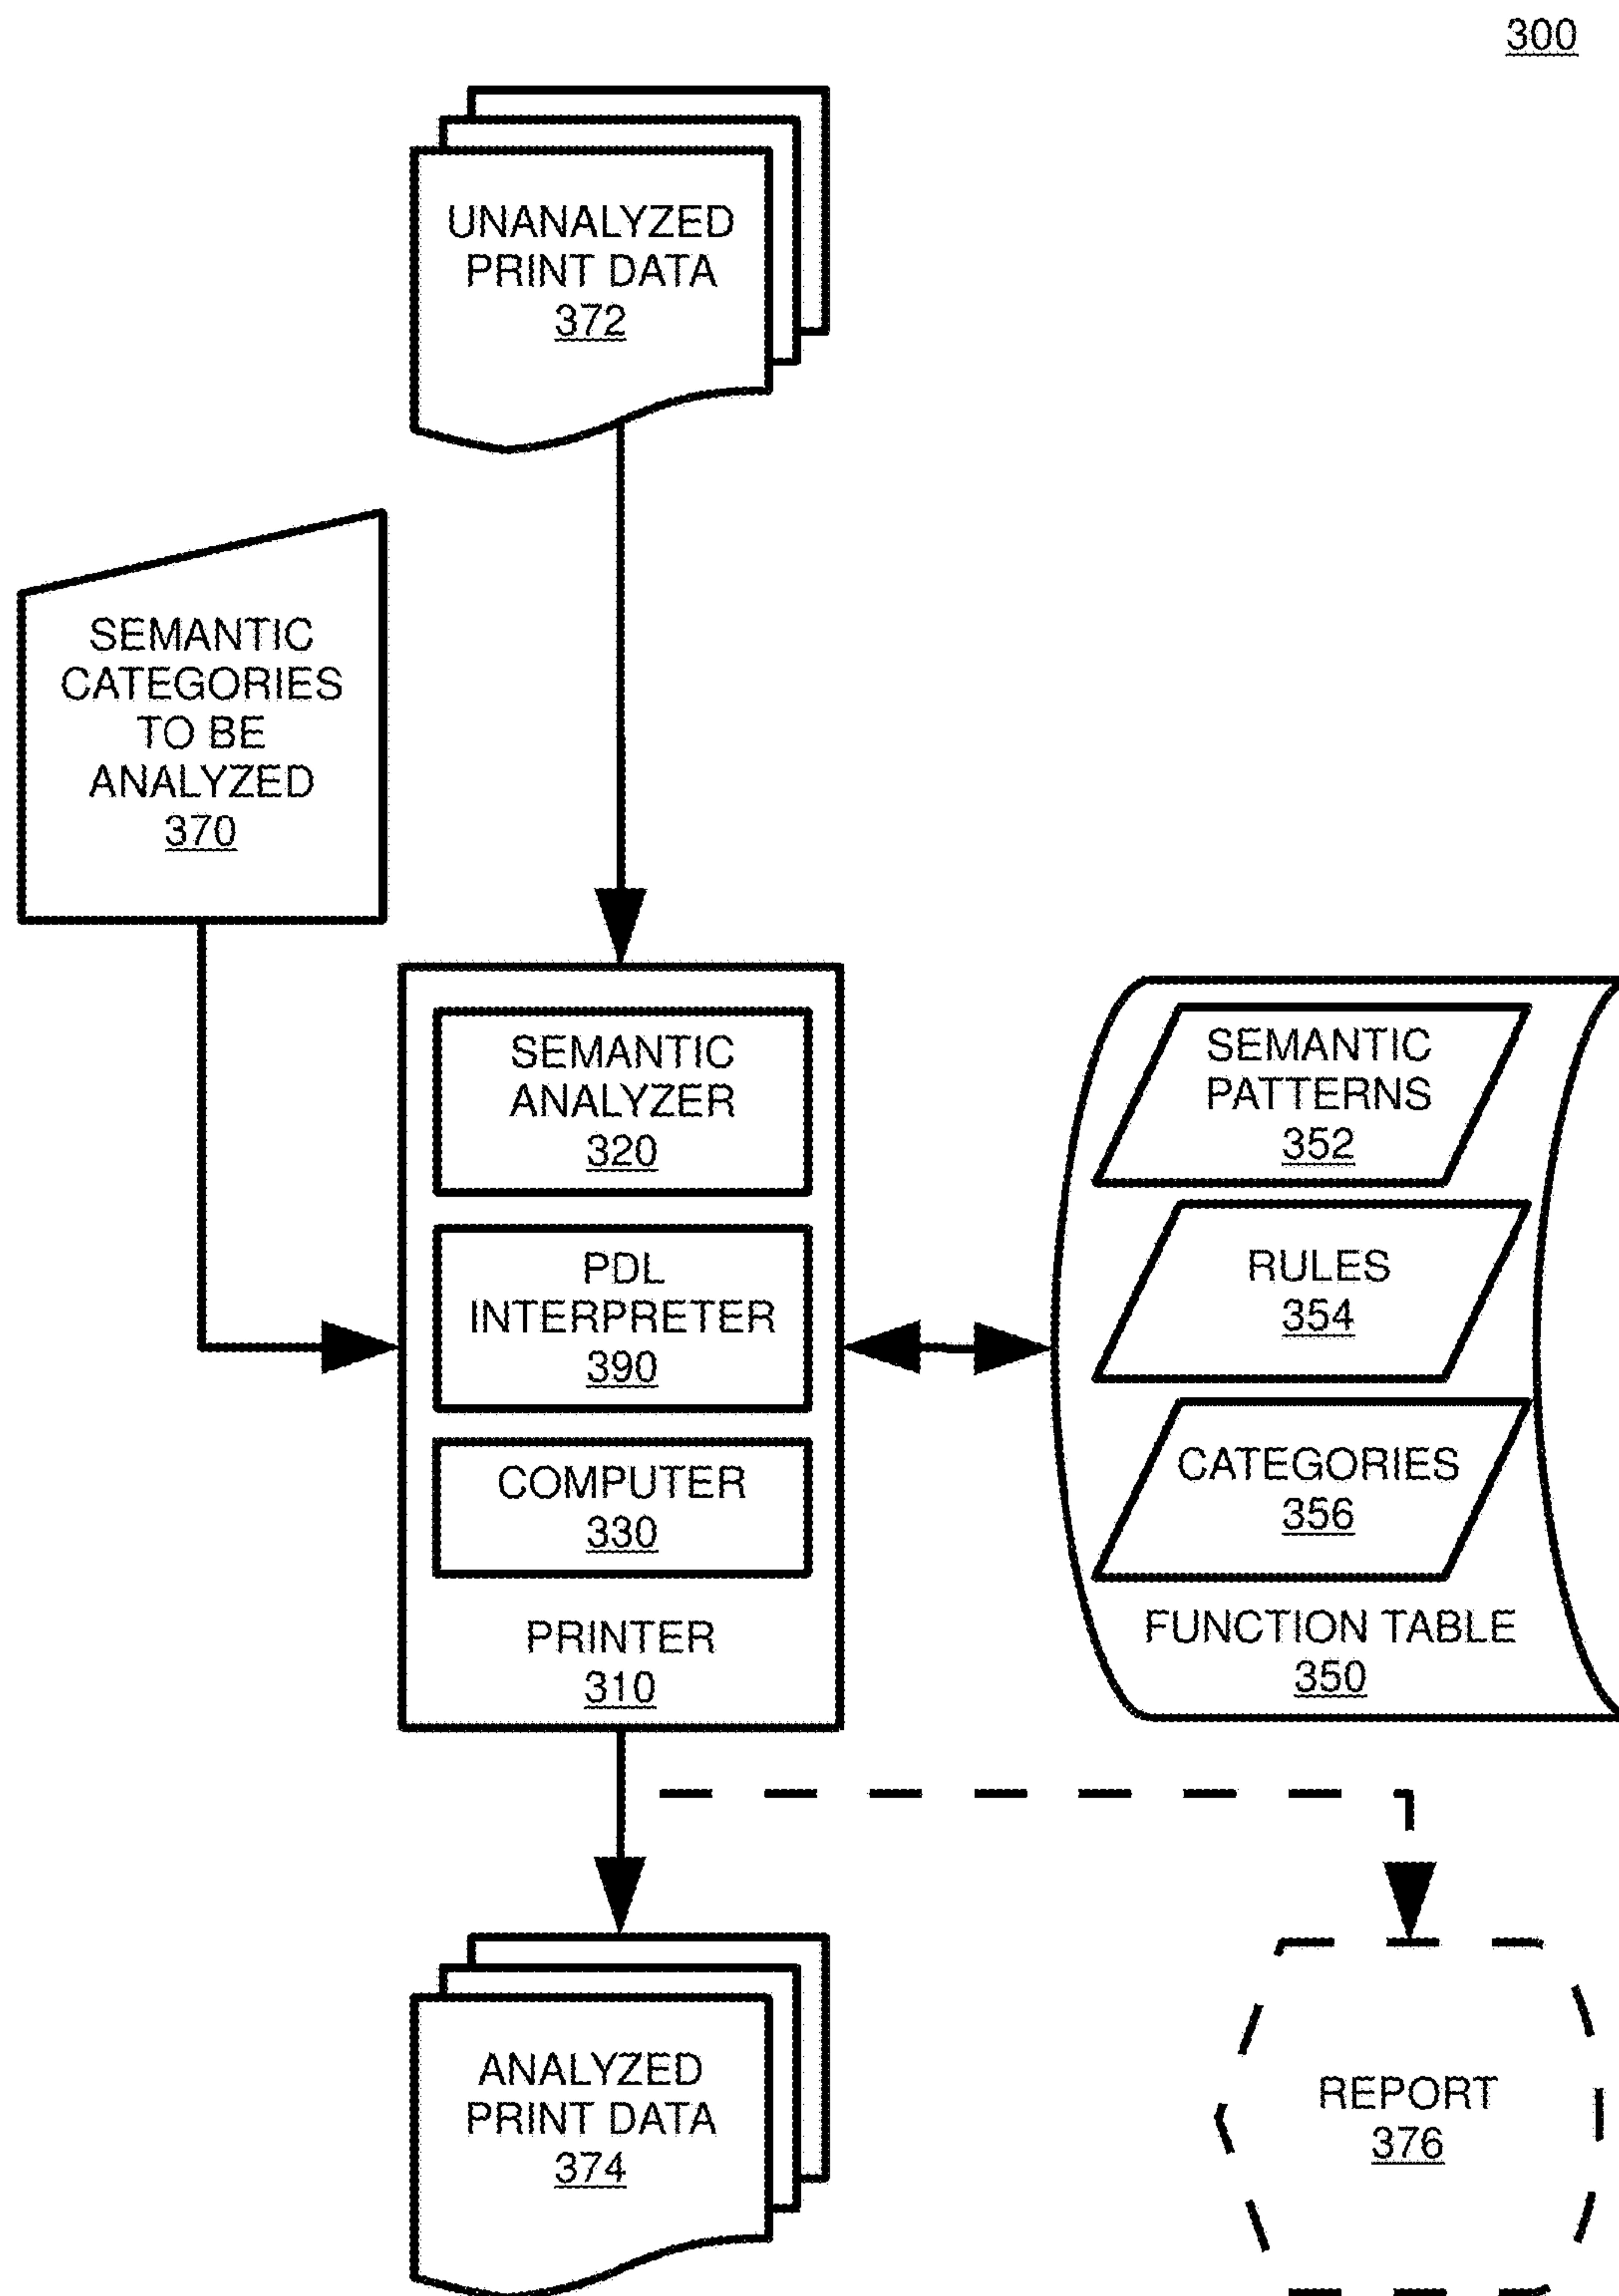 300
UNANALYZED
PRINT DATA
372
SEMANTIC
CATEGORIES
TO BE
ANALYZED
370
SEMANTIC
ANALYZER
320
PDL
INTERPRETER
390
COMPUTER
330
PRINTER
310
SEMANTIC
PATTERNS
352
RULES
354
CATEGORIES
356
FUNCTION TABLE
350
ANALYZED
PRINT DATA
374
REPORT
376